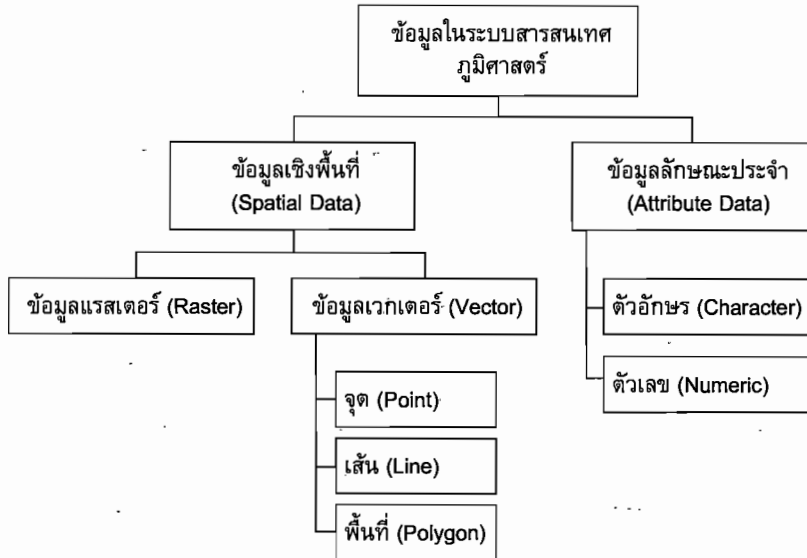 ข้อมูลในระบบสารสนเทศ
ภูมิศาสตร์
ข้อมูลเชิงพื้นที่
(Spatial Data)
ข้อมูลลักษณะประจำ
(Attribute Data)
ข้อมูลแรสเตอร์ (Raster)
ข้อมูลเวกเตอร์ (Vector)
ตัวอักษร (Character)
ตัวเลข (Numeric)
จุด (Point)
เส้น (Line)
พื้นที่ (Polygon)